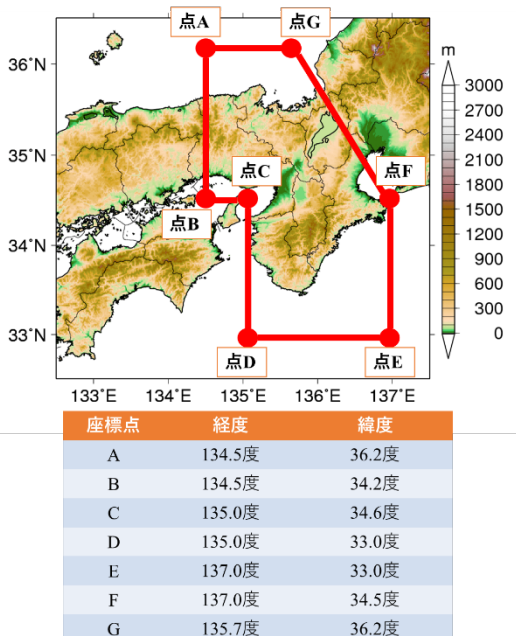 点A
点G
m
36˚N
3000
2700
2400
35˚N
2100
点C
点F
1800
1500
点B
1200
34˚N
900
600
300
33˚N
0
点D
点E
133˚E
134˚E
135˚E
136˚E
137˚E
座標点 経度 緯度
A 134.5度 36.2度
B 134.5度 34.2度
C 135.0度 34.6度
D 135.0度 33.0度
E 137.0度 33.0度
F 137.0度 34.5度
G 135.7度 36.2度